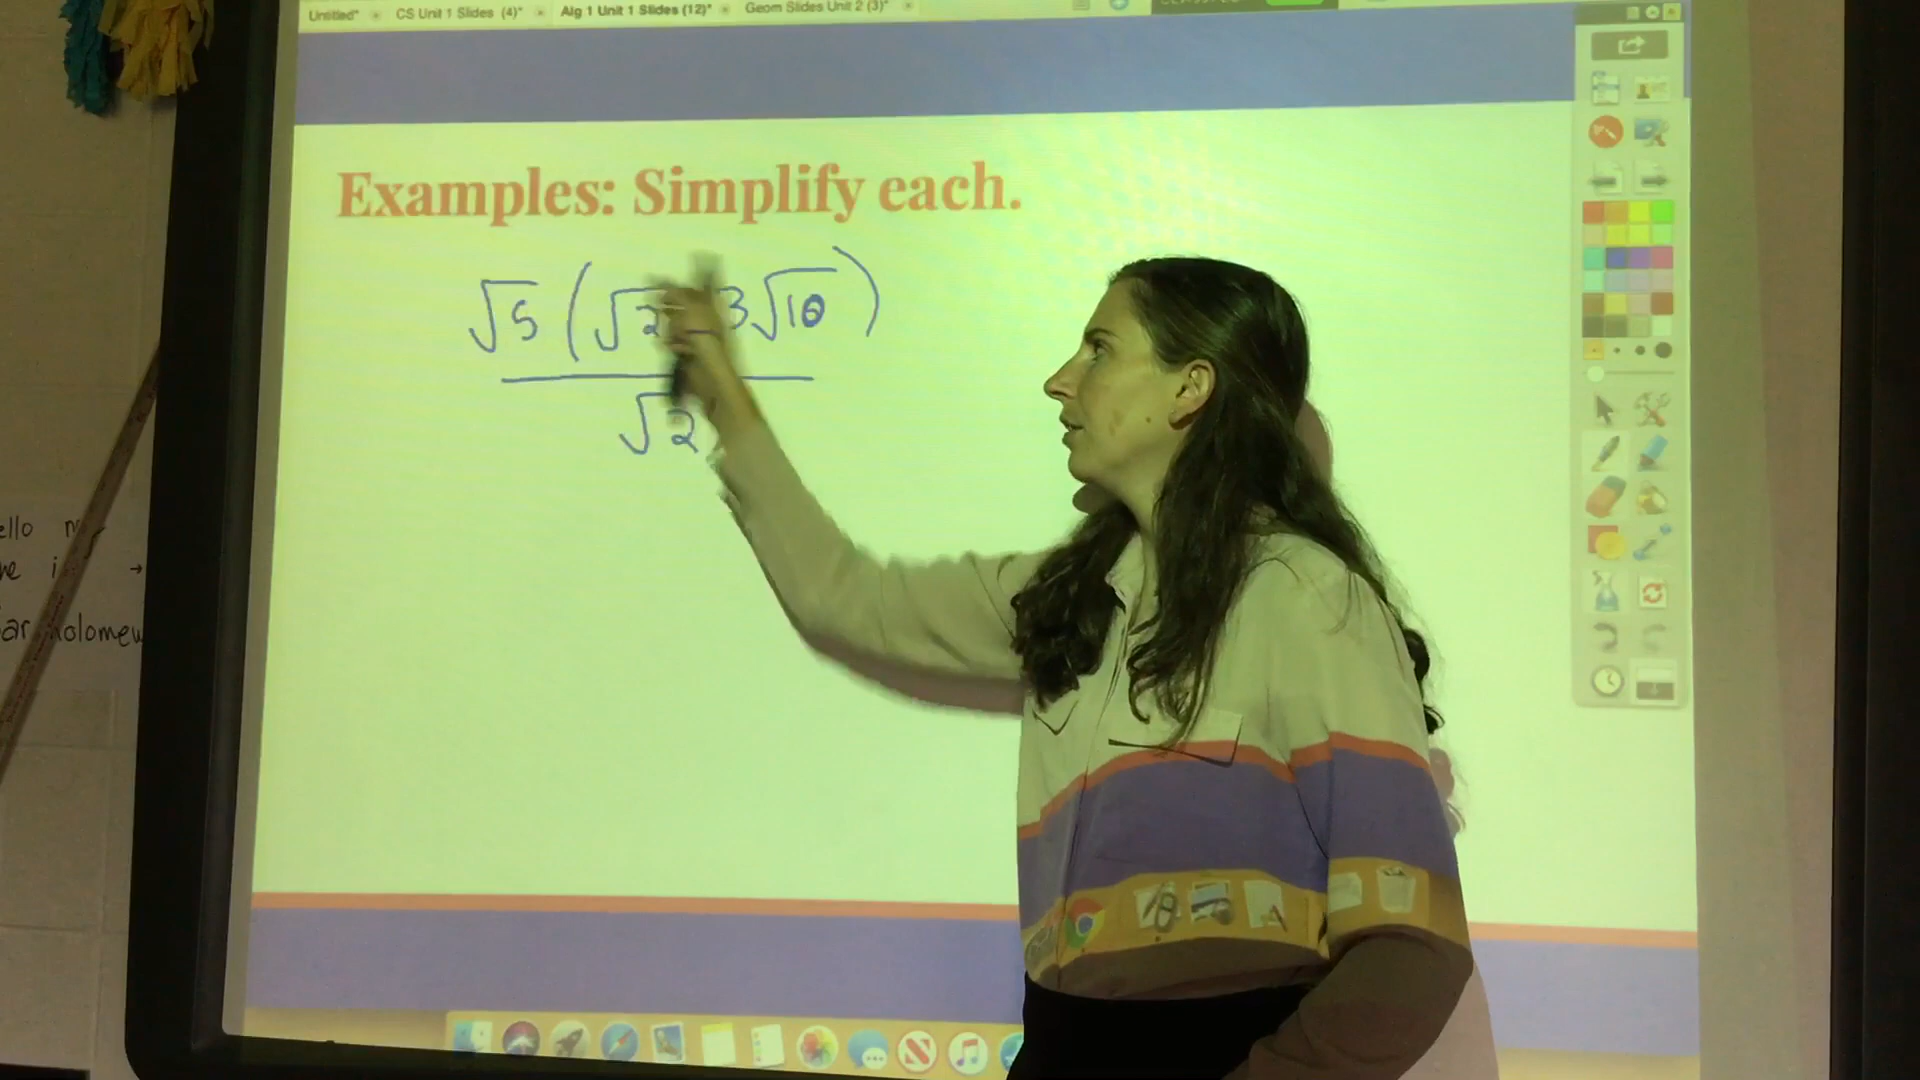 Untitled* CS Unit 1 Slides (4)* Alg 1 Unit 1 Slides (12)* Geom Slides Unit 2 (3)*
Examples: Simplify each.
√5 (√2 - 3√10)
√2
ello